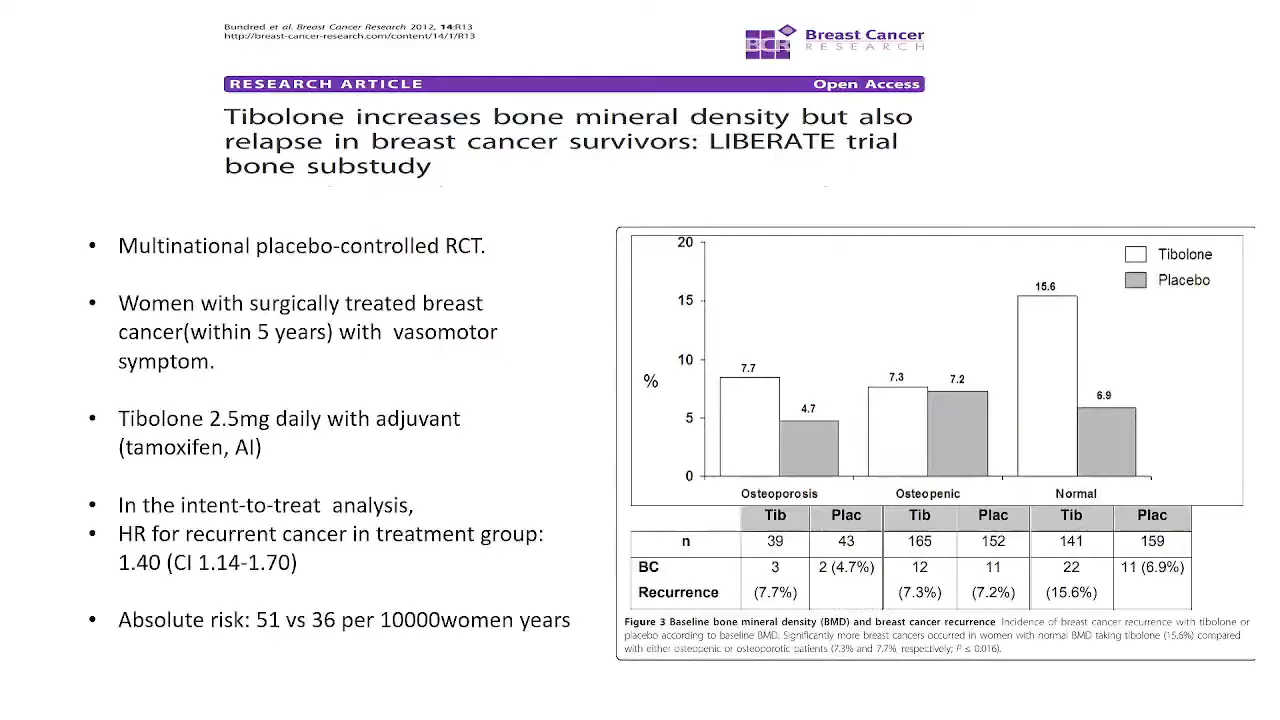 Bundred et al. Breast Cancer Research 2012, 14:R13
http://breast-cancer-research.com/content/14/1/R13
BCR
Breast Cancer
RESEARCH
RESEARCH ARTICLE
Open Access
Tibolone increases bone mineral density but also
relapse in breast cancer survivors: LIBERATE trial
bone substudy
• Multinational placebo-controlled RCT.
• Women with surgically treated breast
cancer(within 5 years) with vasomotor
symptom.
• Tibolone 2.5mg daily with adjuvant
(tamoxifen, AI)
• In the intent-to-treat analysis,
• HR for recurrent cancer in treatment group:
1.40 (CI 1.14-1.70)
• Absolute risk: 51 vs 36 per 10000women years
20
15
10
5
0
%
Tibolone
Placebo
7.7
4.7
7.3
7.2
15.6
6.9
Osteoporosis Osteopenic Normal
Tib Plac Tib Plac Tib Plac
n 39 43 165 152 141 159
BC 3 2 (4.7%) 12 11 22 11 (6.9%)
Recurrence (7.7%) (7.3%) (7.2%) (15.6%)
Figure 3 Baseline bone mineral density (BMD) and breast cancer recurrence Incidence of breast cancer recurrence with tibolone or
placebo according to baseline BMD. Significantly more breast cancers occurred in women with normal BMD taking tibolone (15.6%) compared
with either osteopenic or osteoporotic patients (7.3% and 7.7%, respectively; P ≤ 0.016).